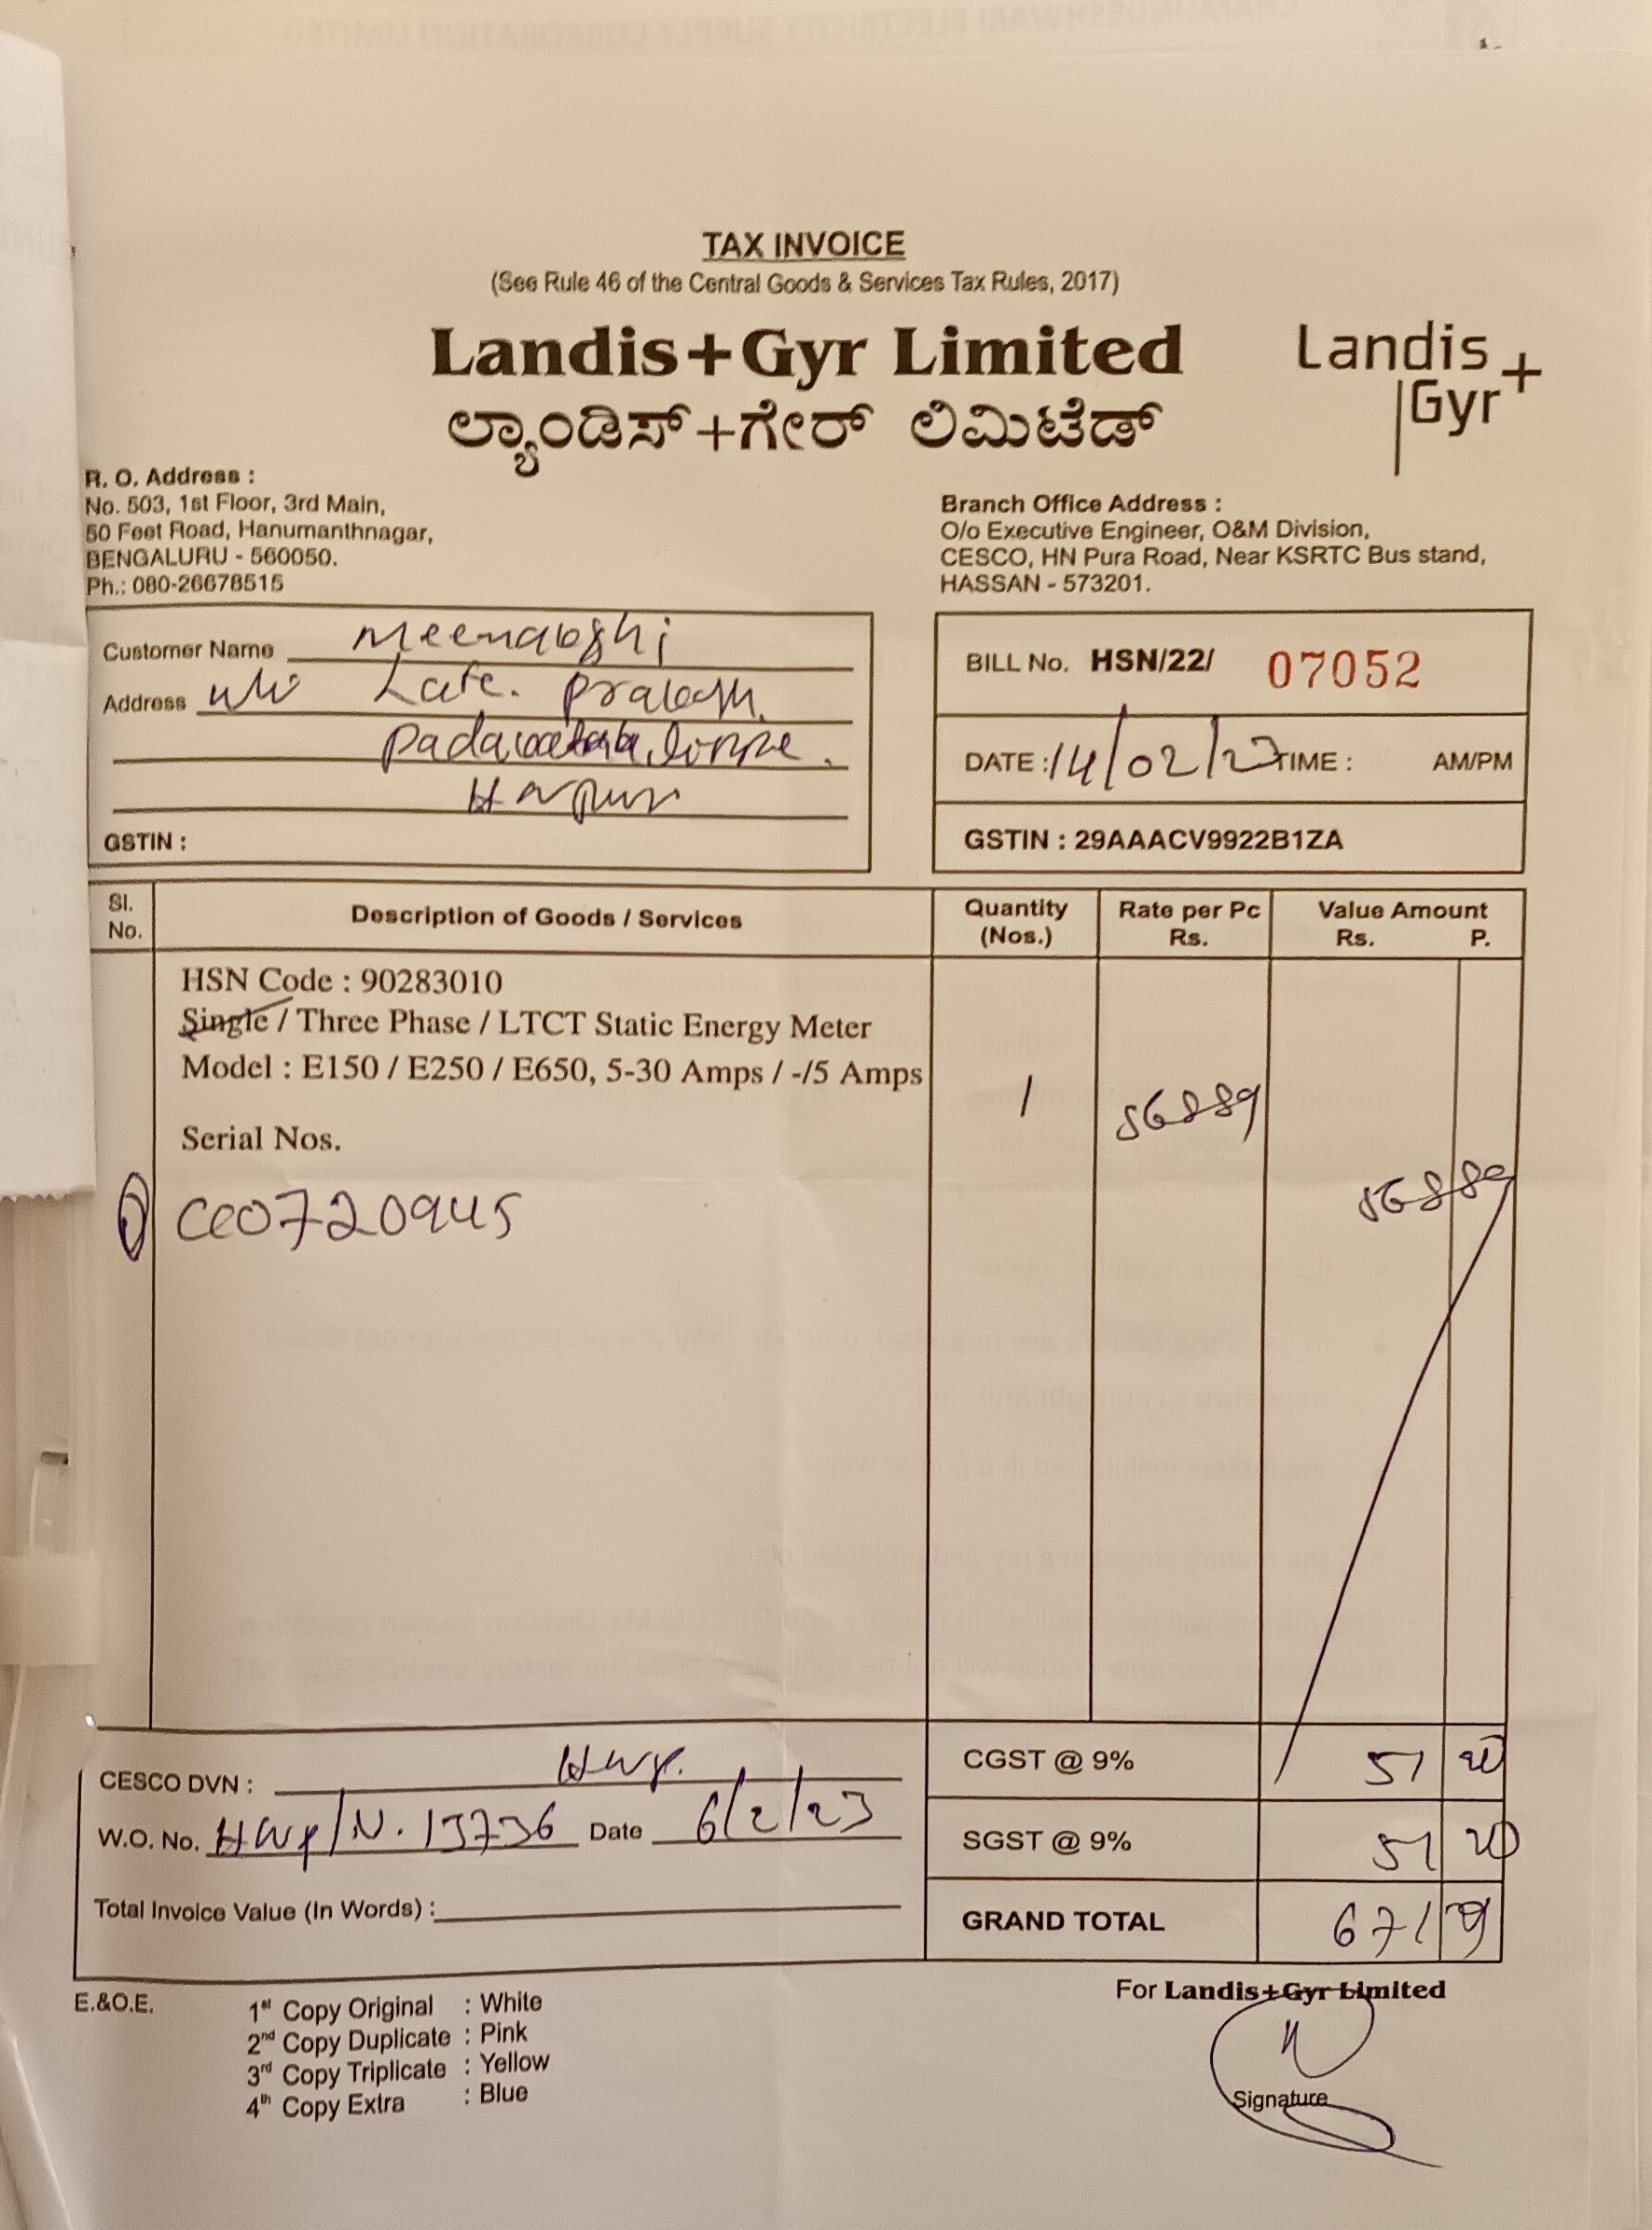 TAX INVOICE
(See Rule 46 of the Central Goods & Services Tax Rules, 2017)
Landis+Gyr Limited
ಲ್ಯಾಂಡಿಸ್+ಗೇರ್ ಲಿಮಿಟೆಡ್
Landis+
Gyr
R. O. Address :
No. 503, 1st Floor, 3rd Main,
50 Feet Road, Hanumanthnagar,
BENGALURU - 560050.
Ph.: 080-26678515
Branch Office Address :
O/o Executive Engineer, O&M Division,
CESCO, HN Pura Road, Near KSRTC Bus stand,
HASSAN - 573201.
Customer Name
Address Late. Prakash
GSTIN :
BILL No. HSN/22/ 07052
DATE : 14/02/23 TIME : AM/PM
GSTIN : 29AAACV9922B1ZA
Sl. No. Description of Goods / Services Quantity (Nos.) Rate per Pc Rs. Value Amount Rs. P.
HSN Code : 90283010
Single / Three Phase / LTCT Static Energy Meter
Model : E150 / E250 / E650, 5-30 Amps / -/5 Amps
1 56889
Serial Nos.
56889
CESCO DVN :
W.O. No. Date 6/2/23
Total Invoice Value (In Words) :
CGST @ 9% 51 20
SGST @ 9% 51 20
GRAND TOTAL 671
E.&O.E.
1st Copy Original : White
2nd Copy Duplicate : Pink
3rd Copy Triplicate : Yellow
4th Copy Extra : Blue
For Landis+Gyr Limited
Signature